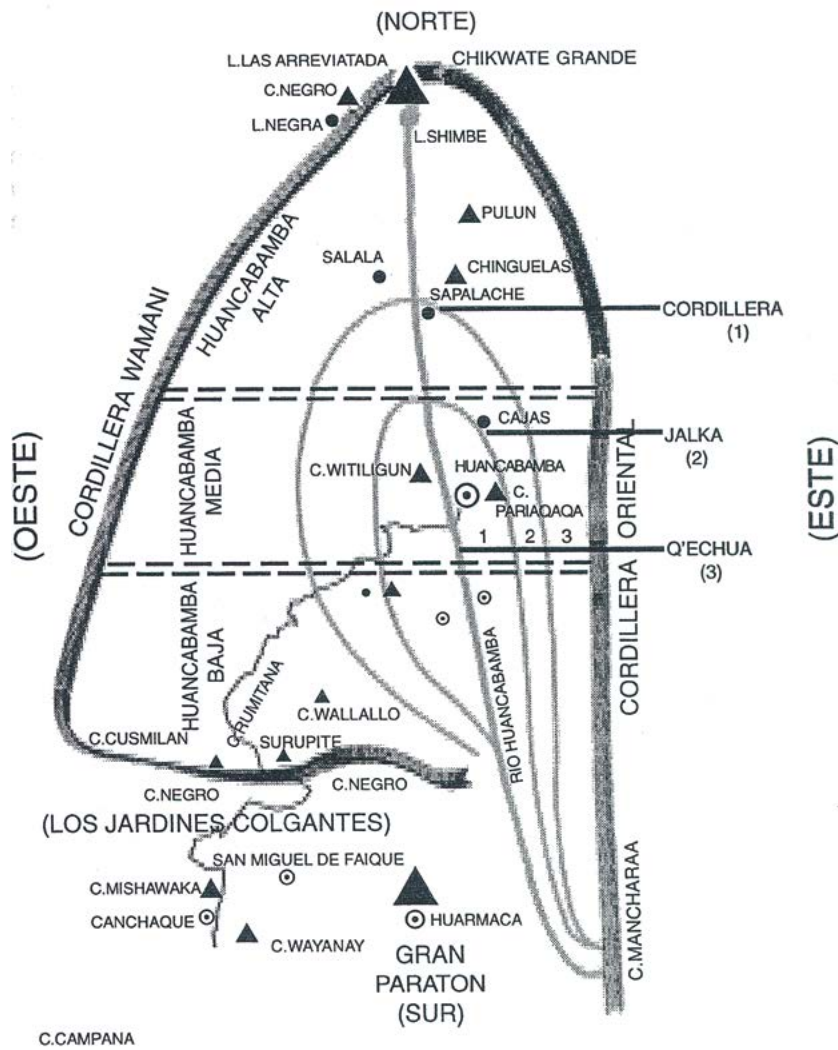 (NORTE)
L.LAS ARREVIATADA
CHIKWATE GRANDE
C.NEGRO
L.NEGRA
L.SHIMBE
PULUN
SALALA
CHINGUELAS
SAPALACHE
CORDILLERA
(1)
HUANCABAMBA
ALTA
CORDILLERA WAMANI
CAJAS
JALKA
(2)
(OESTE)
HUANCABAMBA
MEDIA
C.WITILIGUN
HUANCABAMBA
C.
PARIAQAQA
1 2 3
CORDILLERA ORIENTAL
(ESTE)
Q'ECHUA
(3)
HUANCABAMBA
BAJA
Q.RUMITANA
C.WALLALLO
RIO HUANCABAMBA
C.CUSMILAN
SURUPITE
C.NEGRO
C.NEGRO
(LOS JARDINES COLGANTES)
SAN MIGUEL DE FAIQUE
C.MISHAWAKA
CANCHAQUE
HUARMACA
C.WAYANAY
C.MANCHARAA
GRAN
PARATON
(SUR)
C.CAMPANA